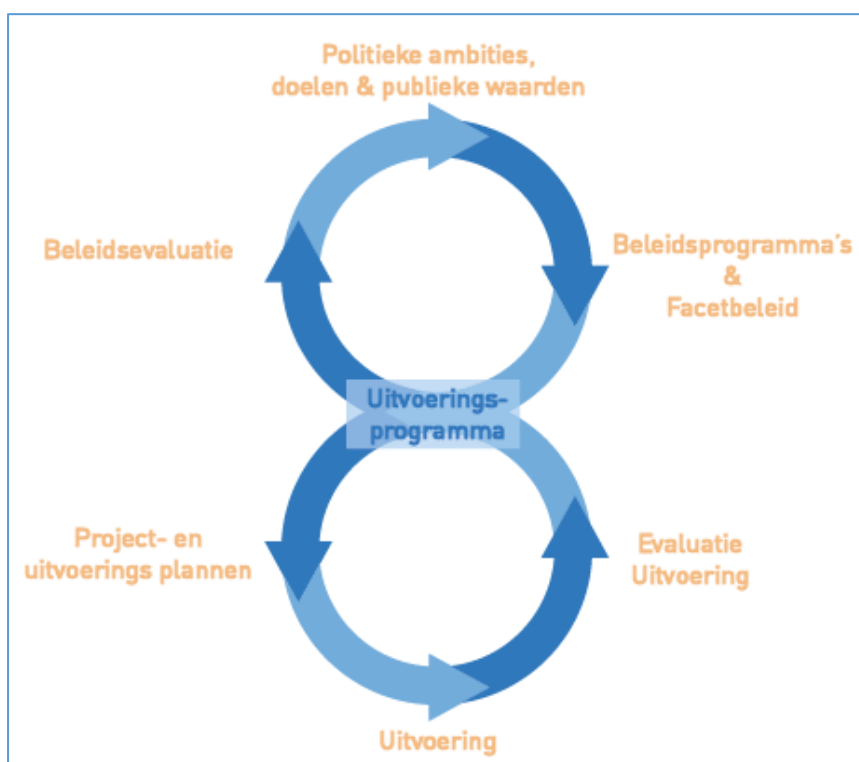 Politieke ambities,
doelen & publieke waarden
Beleidsevaluatie
Beleidsprogramma's
&
Facetbeleid
Uitvoerings-
programma
Project- en
uitvoerings plannen
Evaluatie
Uitvoering
Uitvoering